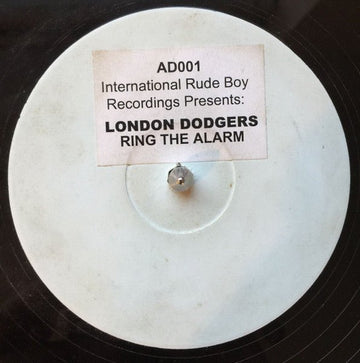 AD001
International Rude Boy
Recordings Presents:
LONDON DODGERS
RING THE ALARM